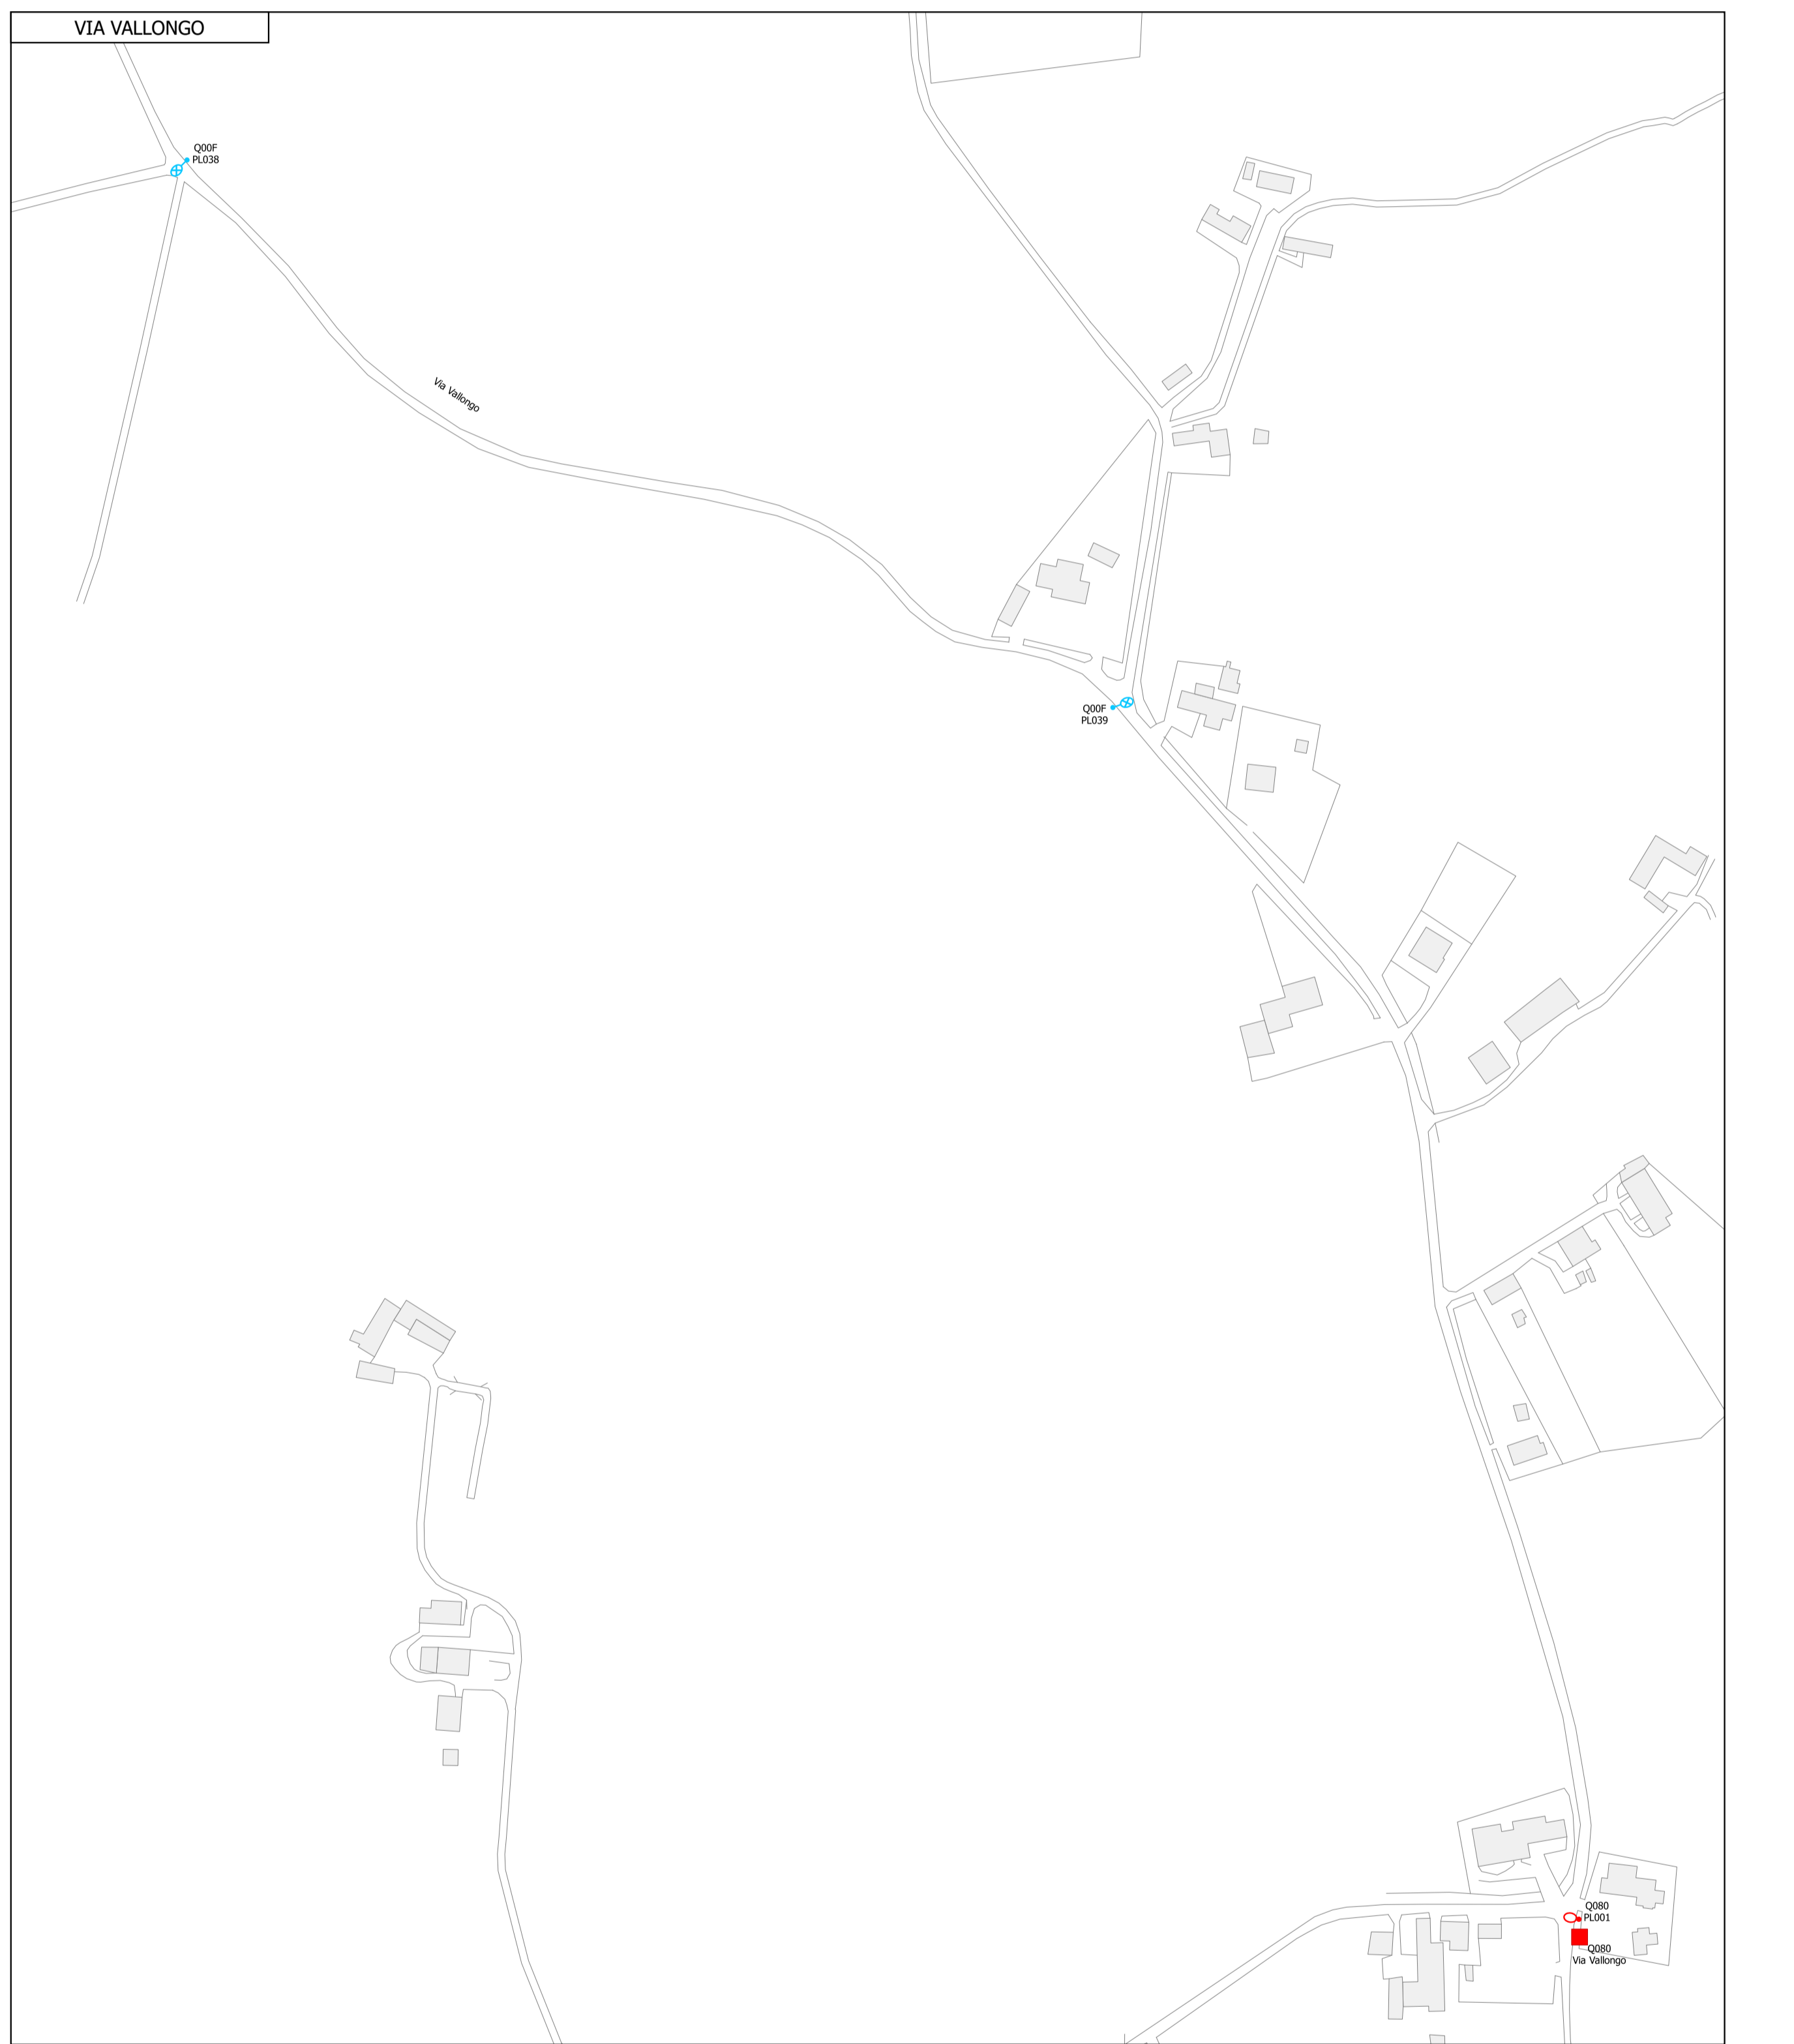 VIA VALLONGO
Q00F
PL038
Via Vallongo
Q00F
PL039
Q080
PL001
Q080
Via Vallongo